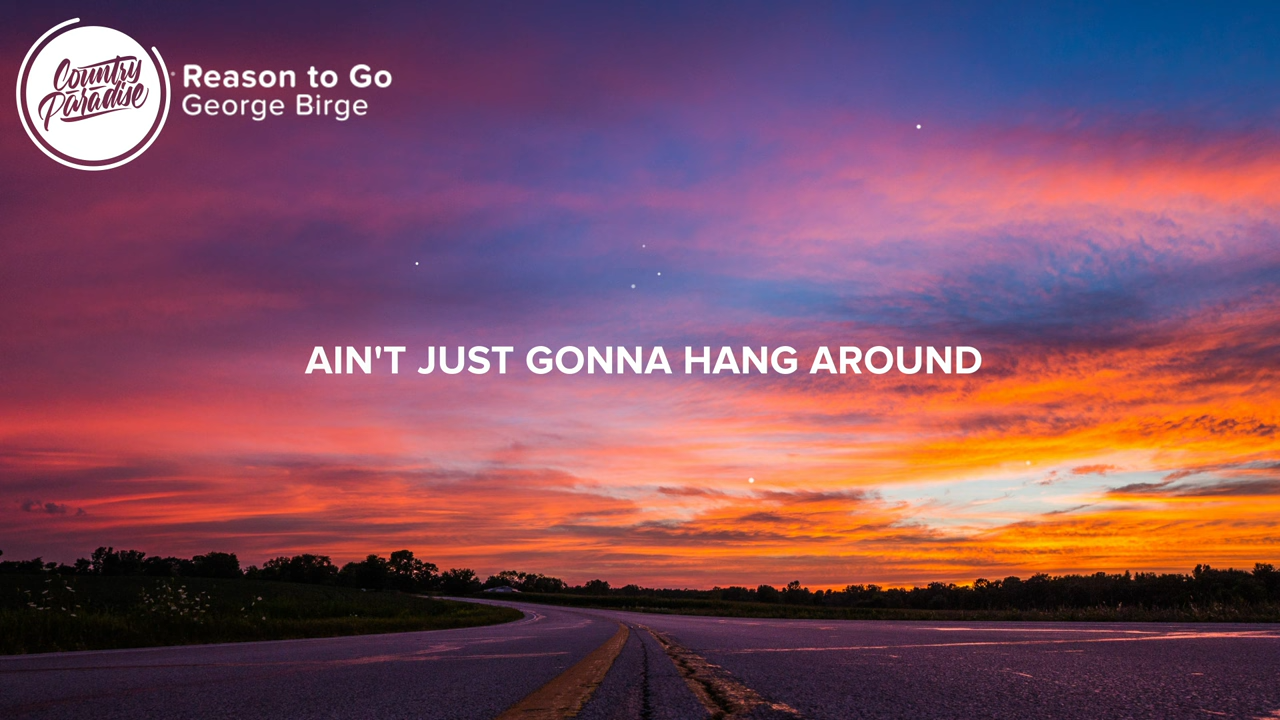 Country
Paradise
Reason to Go
George Birge
AIN'T JUST GONNA HANG AROUND